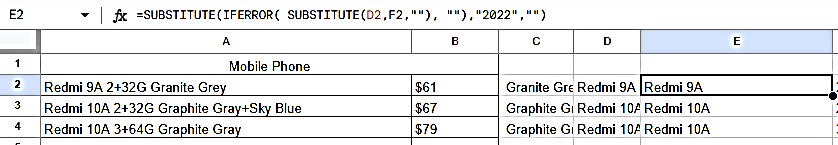 E2 fx =SUBSTITUTE(IFERROR( SUBSTITUTE(D2,F2,""), ""),"2022","")
A B C D E
1 Mobile Phone
2 Redmi 9A 2+32G Granite Grey $61 Granite Gre Redmi 9A Redmi 9A
3 Redmi 10A 2+32G Graphite Gray+Sky Blue $67 Graphite G Redmi 10A Redmi 10A
4 Redmi 10A 3+64G Graphite Gray $79 Graphite G Redmi 10A Redmi 10A